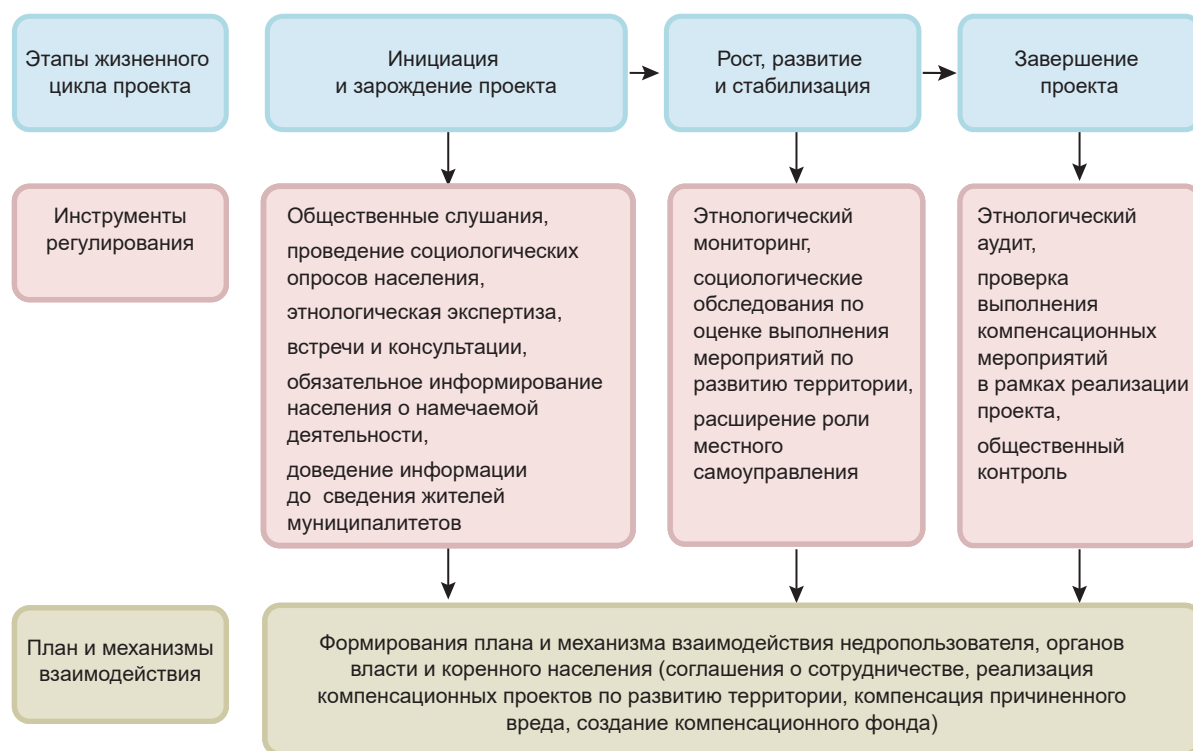 Этапы жизненного
цикла проекта
Инициация
и зарождение проекта
Рост, развитие
и стабилизация
Завершение
проекта
Инструменты
регулирования
Общественные слушания,
проведение социологических
опросов населения,
этнологическая экспертиза,
встречи и консультации,
обязательное информирование
населения о намечаемой
деятельности,
доведение информации
до сведения жителей
муниципалитетов
Этнологический
мониторинг,
социологические
обследования по
оценке выполнения
мероприятий по
развитию территории,
расширение роли
местного
самоуправления
Этнологический
аудит,
проверка
выполнения
компенсационных
мероприятий
в рамках реализации
проекта,
общественный
контроль
План и механизмы
взаимодействия
Формирования плана и механизма взаимодействия недропользователя, органов
власти и коренного населения (соглашения о сотрудничестве, реализация
компенсационных проектов по развитию территории, компенсация причиненного
вреда, создание компенсационного фонда)